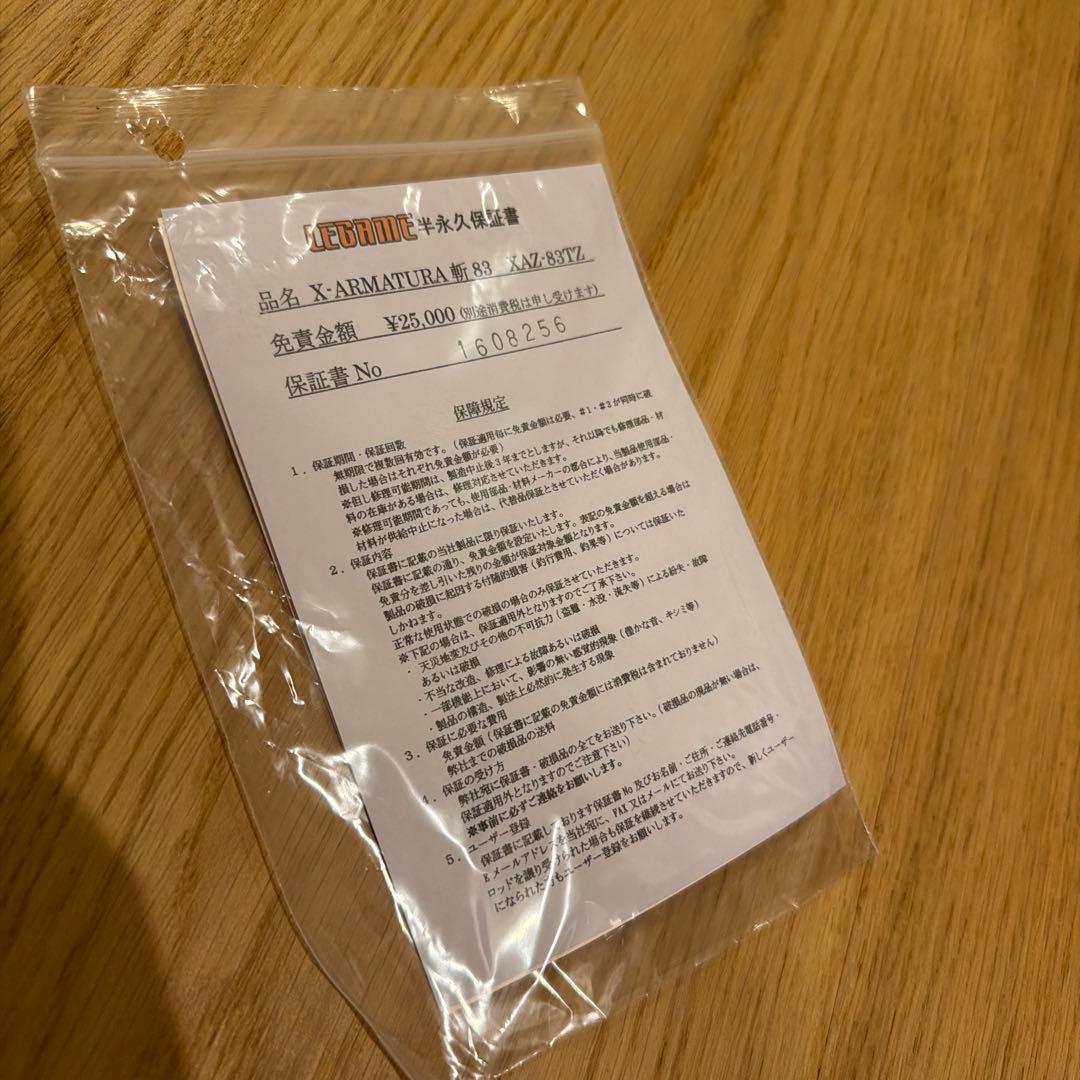 LEGAME半永久保証書
品名 X-ARMATURA 斬 83 XAZ-83TZ
免責金額 ¥25,000 (別途消費税は申し受けます)
保証書 No 1608256
保障規定
1．保証期間・保証回数
無期限で複数回有効です。（保証適用毎に免責金額は必要、#1・#2が同時に破
損した場合はそれぞれ免責金額が必要）
※但し修理可能期間は、製造中止後3年までとしますが、それ以降でも修理部品・材
料の在庫がある場合は、修理対応させていただきます。
※修理可能期間であっても、使用部品・材料メーカーの都合により、当製品使用部品・
材料が供給中止になった場合は、代替品保証とさせていただく場合があります。
2．保証内容
保証書に記載の当社製品に限り保証いたします。
保証書に記載の通り、免責金額を設定いたします。表記の免責金額を超える場合は
免責分を差し引いた残りの金額が保証対象金額となります。
製品の破損に起因する付随的損害（釣行費用、釣果等）については保証いた
しかねます。
正常な使用状態での破損の場合のみ保証させていただきます。
※下記の場合は、保証適用外となりますのでご了承下さい。
・天災地変及びその他の不可抗力（盗難・水没・流失等）による紛失・故障
あるいは破損
・不当な改造、修理による故障あるいは破損
・一部機能上において、影響の無い感覚的現象（僅かな音、キシミ等）
・製品の構造、製法上必然的に発生する現象
3．保証に必要な費用
免責金額（保証書に記載の免責金額には消費税は含まれておりません）
弊社までの破損品の送料
4．保証の受け方
弊社宛に保証書・破損品の全てをお送り下さい。（破損品の現品が無い場合は、
保証適用外となりますのでご注意下さい）
※事前に必ずご連絡をお願いします。
5．ユーザー登録
保証書に記載しております保証書 No 及びお名前・ご住所・ご連絡先電話番号・
Eメールアドレスを当社宛に、FAX 又はメールにてお送り下さい。
ロッドを譲り受けられた場合も保証を継続させていただきますので、新しくユーザー
になられた方もユーザー登録をお願いします。